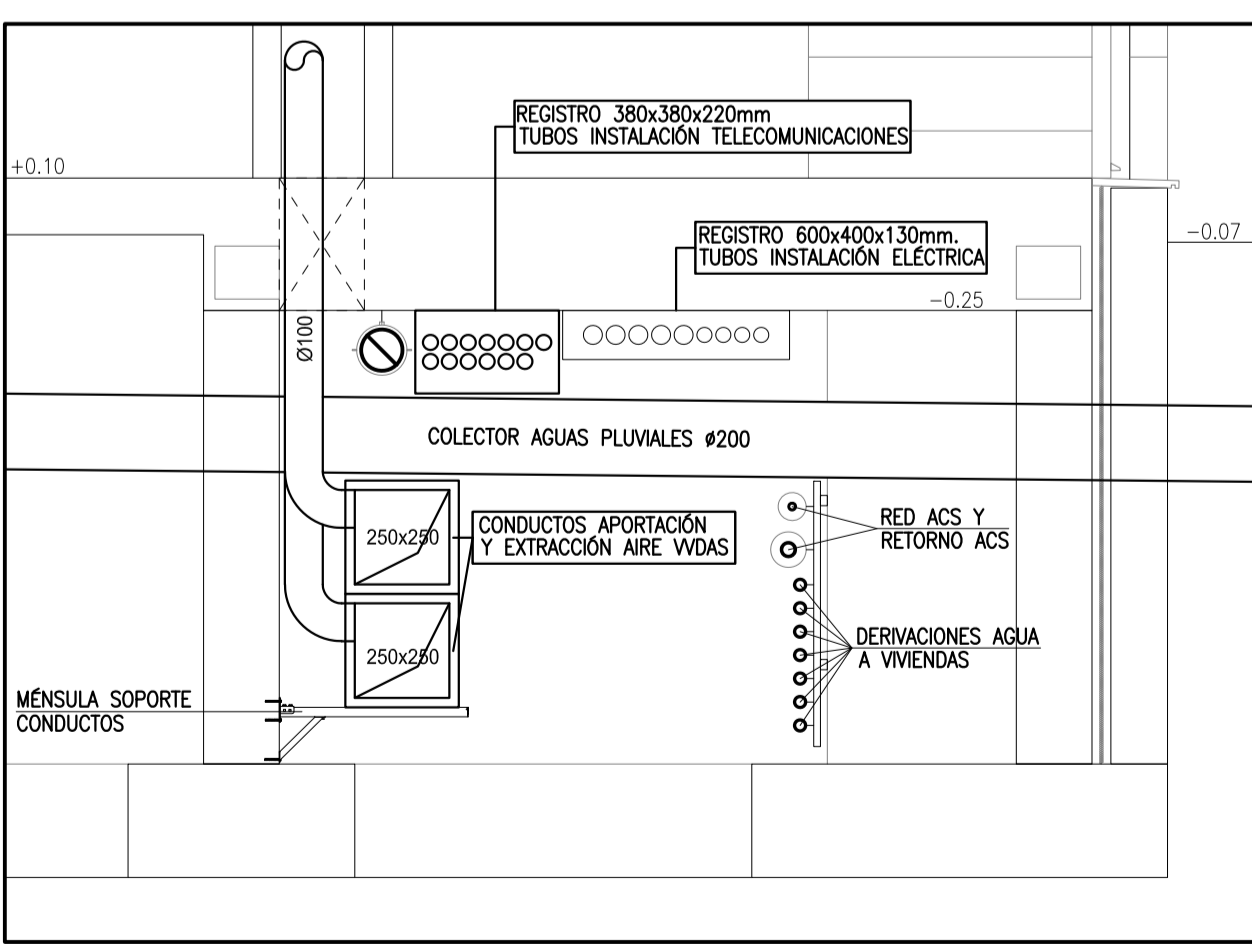 REGISTRO 380x380x220mm
TUBOS INSTALACIÓN TELECOMUNICACIONES
+0.10
REGISTRO 600x400x130mm.
TUBOS INSTALACIÓN ELÉCTRICA
-0.07
-0.25
Ø100
COLECTOR AGUAS PLUVIALES ø200
250x250
CONDUCTOS APORTACIÓN
Y EXTRACCIÓN AIRE VVDAS
RED ACS Y
RETORNO ACS
250x250
DERIVACIONES AGUA
A VIVIENDAS
MÉNSULA SOPORTE
CONDUCTOS